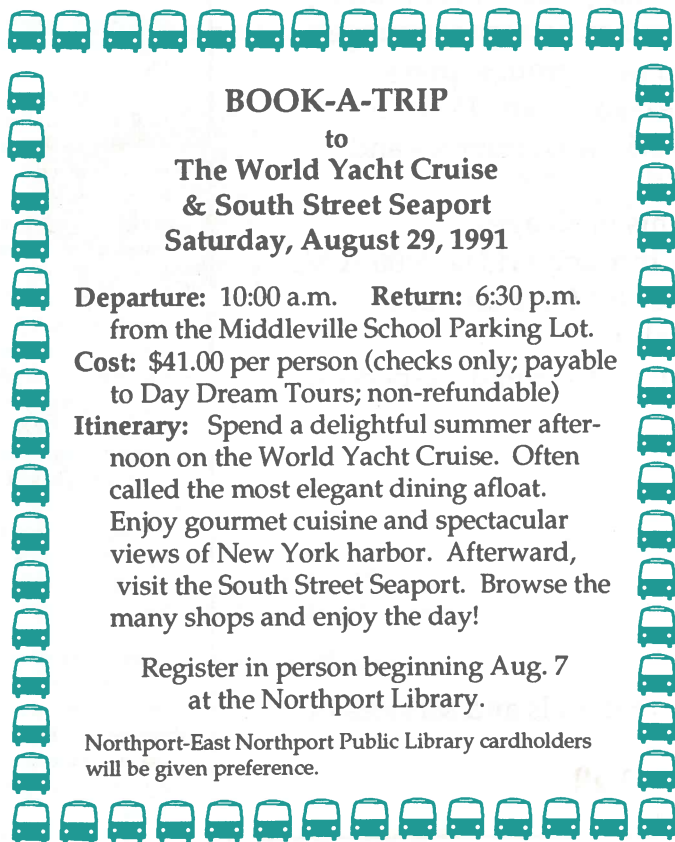 BOOK-A-TRIP
to
The World Yacht Cruise
& South Street Seaport
Saturday, August 29, 1991
Departure: 10:00 a.m. Return: 6:30 p.m.
from the Middleville School Parking Lot.
Cost: $41.00 per person (checks only; payable
to Day Dream Tours; non-refundable)
Itinerary: Spend a delightful summer after-
noon on the World Yacht Cruise. Often
called the most elegant dining afloat.
Enjoy gourmet cuisine and spectacular
views of New York harbor. Afterward,
visit the South Street Seaport. Browse the
many shops and enjoy the day!
Register in person beginning Aug. 7
at the Northport Library.
Northport-East Northport Public Library cardholders
will be given preference.